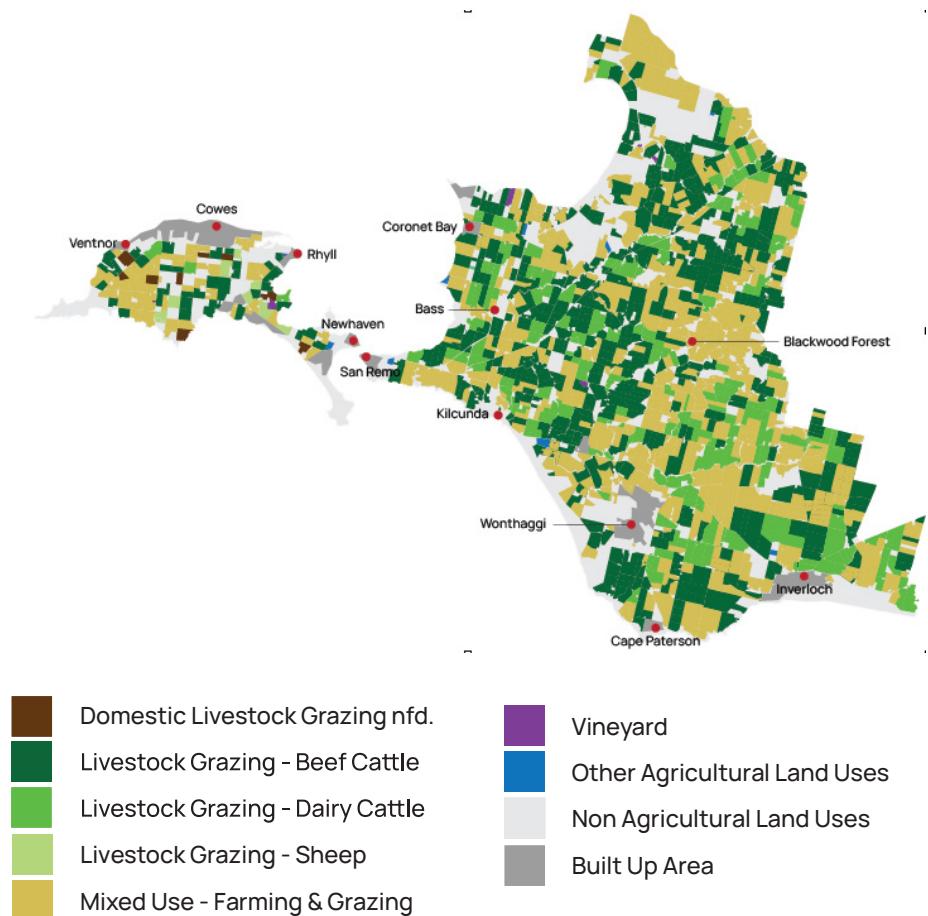 Cowes
Ventnor
Rhyll
Coronet Bay
Bass
Newhaven
San Remo
Blackwood Forest
Kilcunda
Wonthaggi
Inverloch
Cape Paterson
Domestic Livestock Grazing nfd.
Livestock Grazing - Beef Cattle
Livestock Grazing - Dairy Cattle
Livestock Grazing - Sheep
Mixed Use - Farming & Grazing
Vineyard
Other Agricultural Land Uses
Non Agricultural Land Uses
Built Up Area